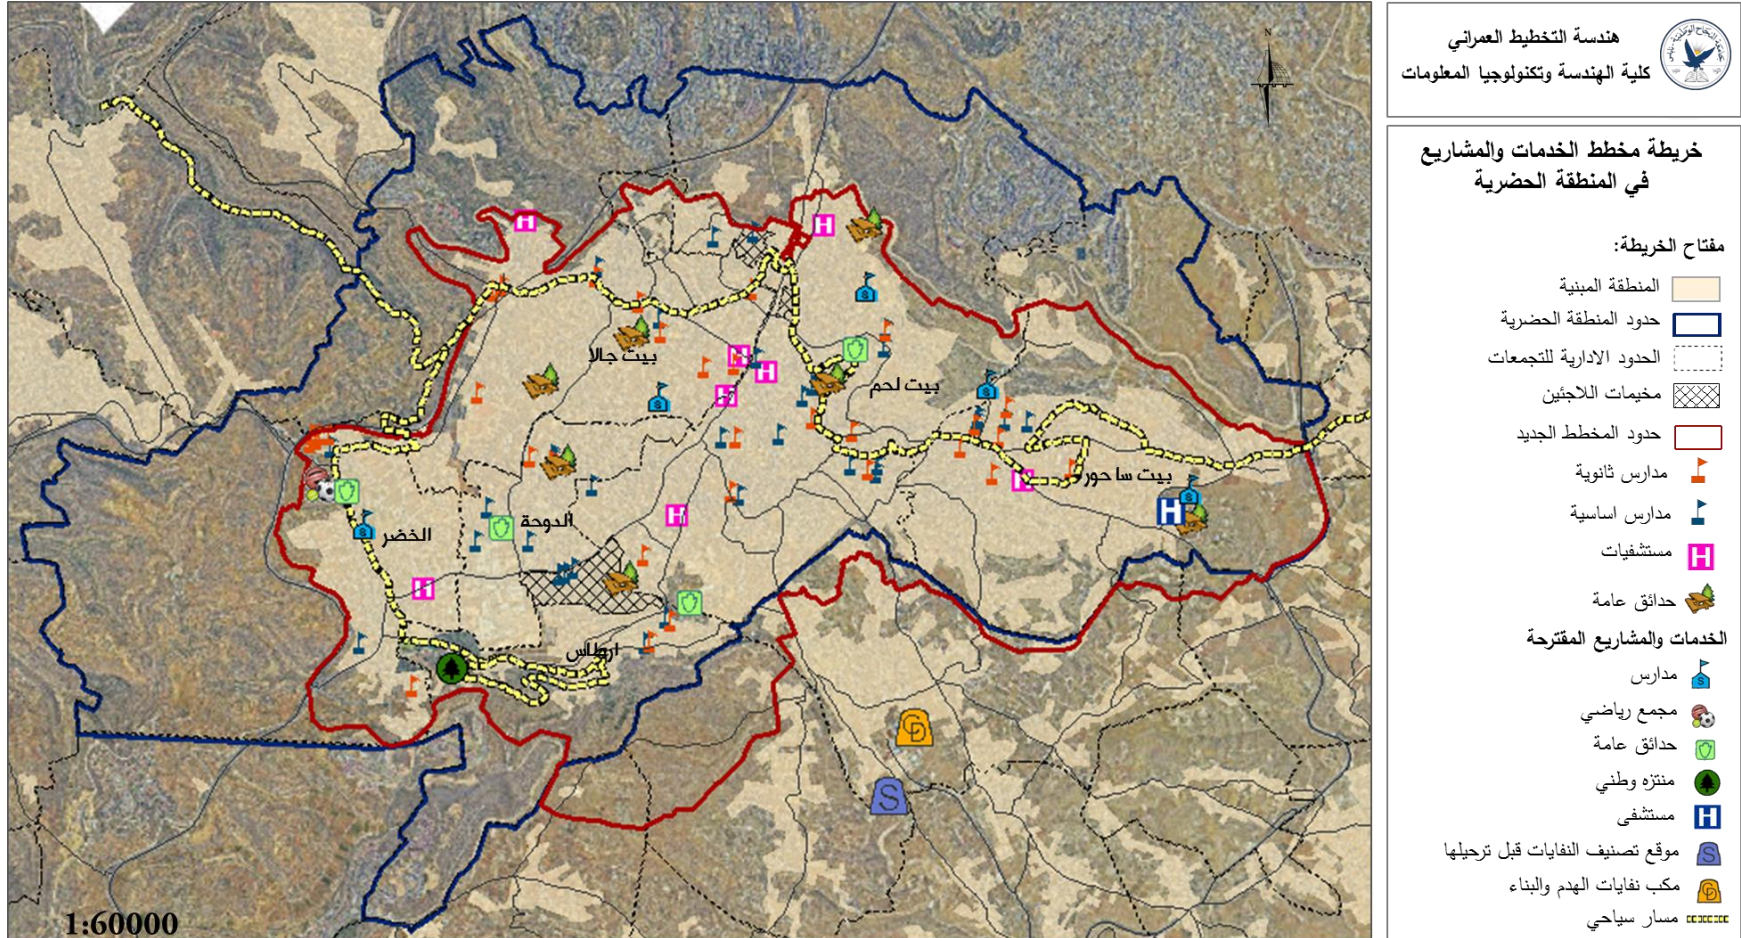 هندسة التخطيط العمراني
كلية الهندسة وتكنولوجيا المعلومات
خريطة مخطط الخدمات والمشاريع
في المنطقة الحضرية
مفتاح الخريطة:
المنطقة المبنية
حدود المنطقة الحضرية
الحدود الادارية للتجمعات
مخيمات اللاجئين
حدود المخطط الجديد
مدارس ثانوية
مدارس اساسية
مستشفيات
حدائق عامة
الخدمات والمشاريع المقترحة
مدارس
مجمع رياضي
حدائق عامة
منتزه وطني
مستشفى
موقع تصنيف النفايات قبل ترحيلها
مكب نفايات الهدم والبناء
مسار سياحي
N
بيت جالا
بيت لحم
بيت سا حور
الدوحة
الخضر
ارطاس
1:60000